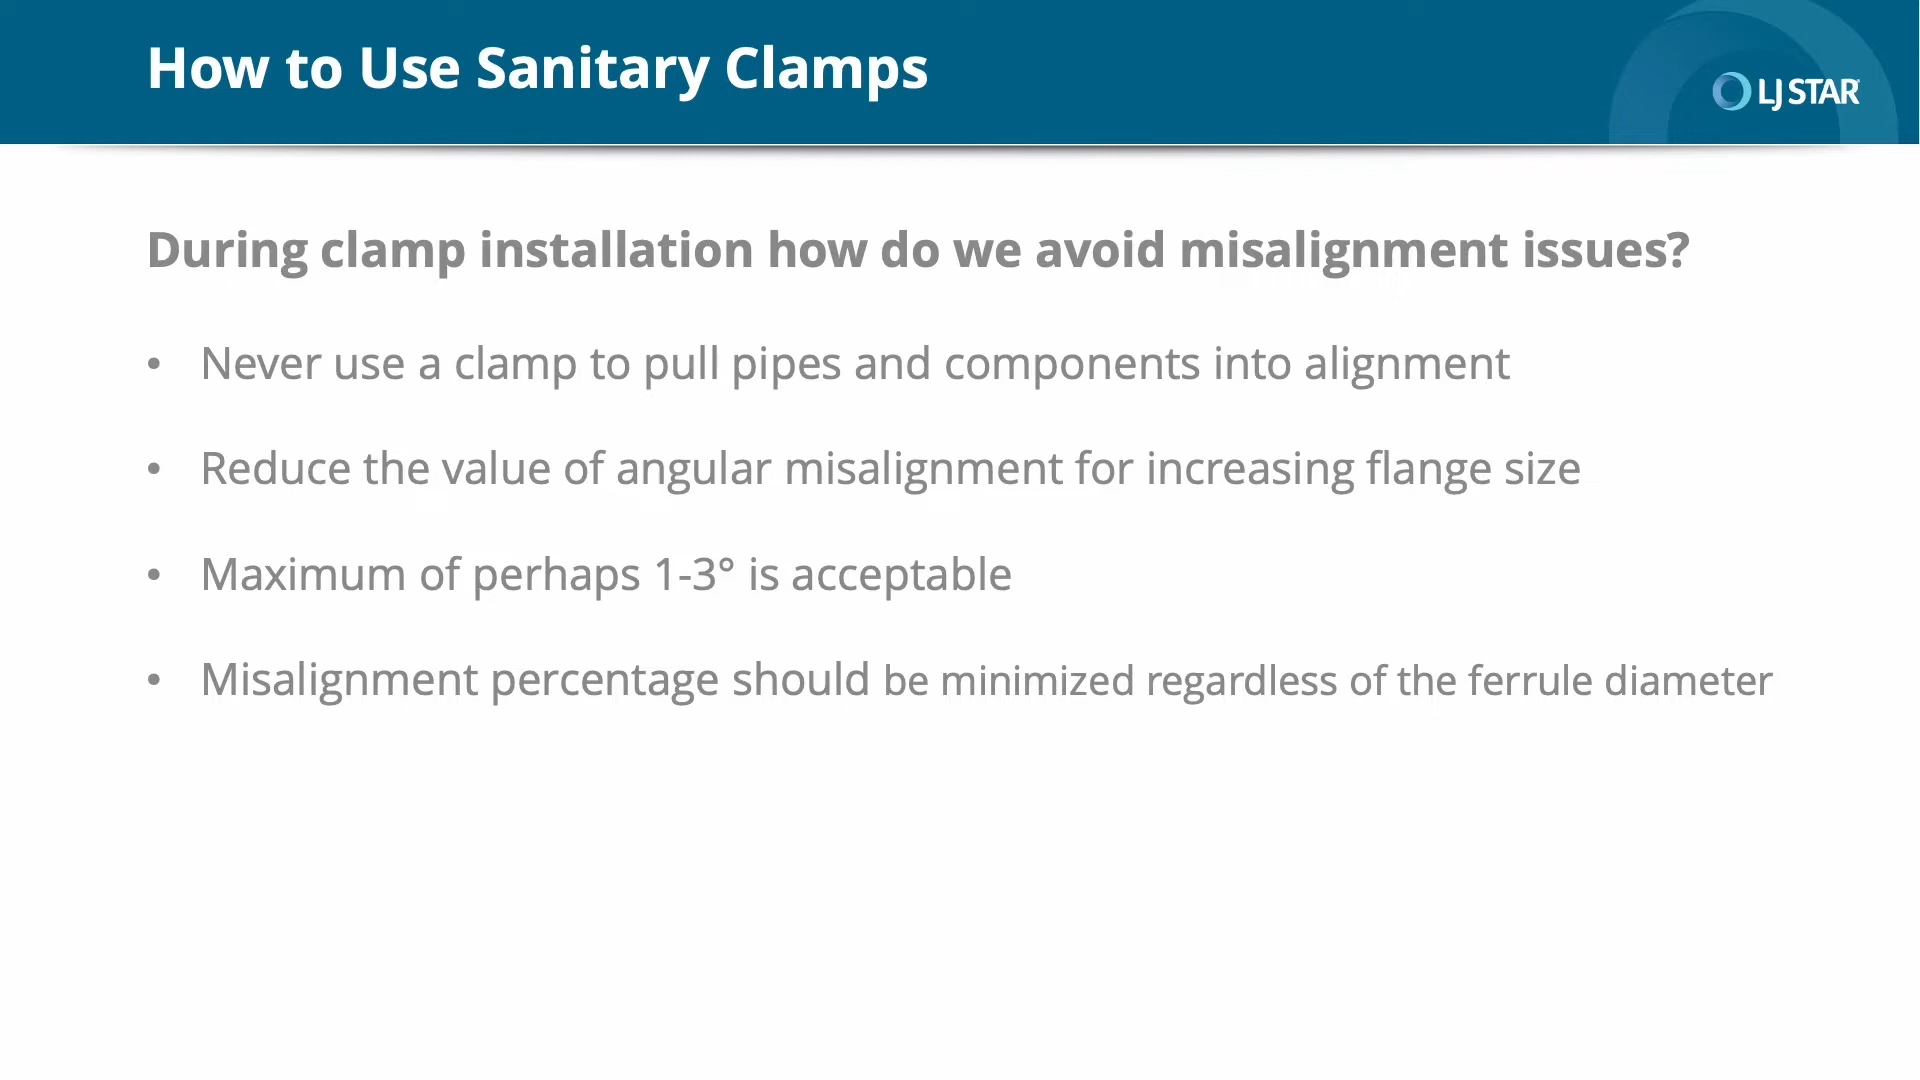 How to Use Sanitary Clamps
LJ STAR
During clamp installation how do we avoid misalignment issues?
• Never use a clamp to pull pipes and components into alignment
• Reduce the value of angular misalignment for increasing flange size
• Maximum of perhaps 1-3° is acceptable
• Misalignment percentage should be minimized regardless of the ferrule diameter